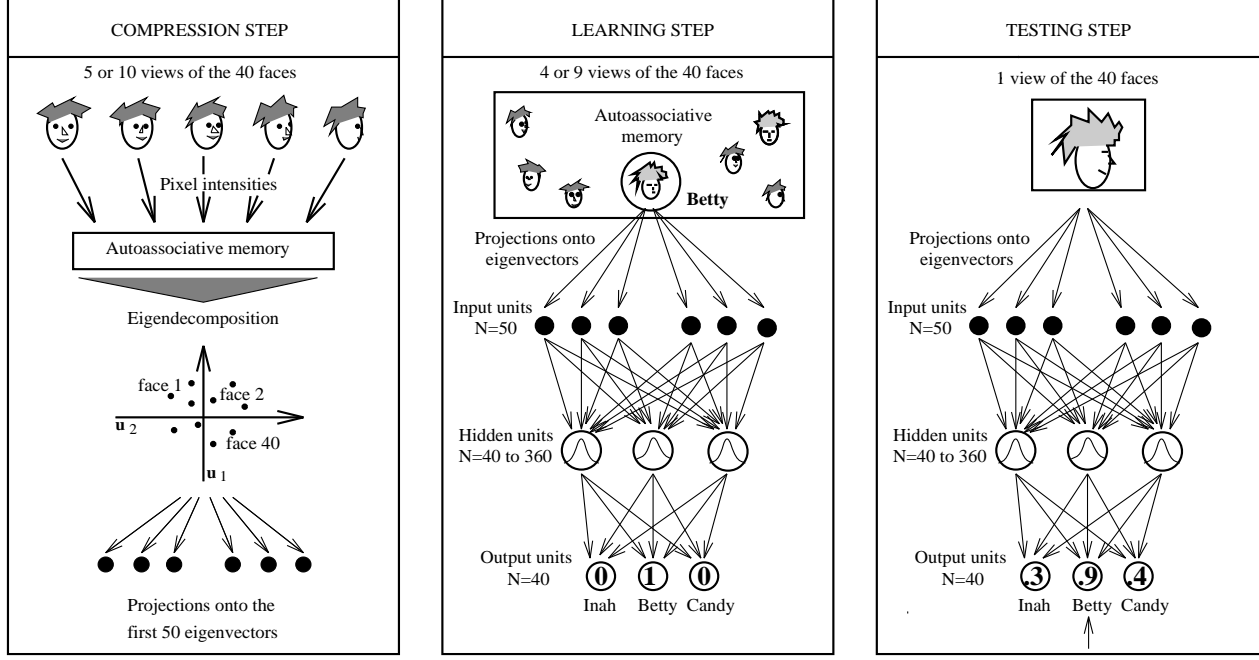 COMPRESSION STEP
5 or 10 views of the 40 faces
Pixel intensities
Autoassociative memory
Eigendecomposition
face 1
face 2
u 2
face 40
u 1
Projections onto the
first 50 eigenvectors
LEARNING STEP
4 or 9 views of the 40 faces
Autoassociative
memory
Betty
Projections onto
eigenvectors
Input units
N=50
Hidden units
N=40 to 360
Output units
N=40
0 1 0
Inah Betty Candy
TESTING STEP
1 view of the 40 faces
Projections onto
eigenvectors
Input units
N=50
Hidden units
N=40 to 360
Output units
N=40
.3 .9 .4
Inah Betty Candy